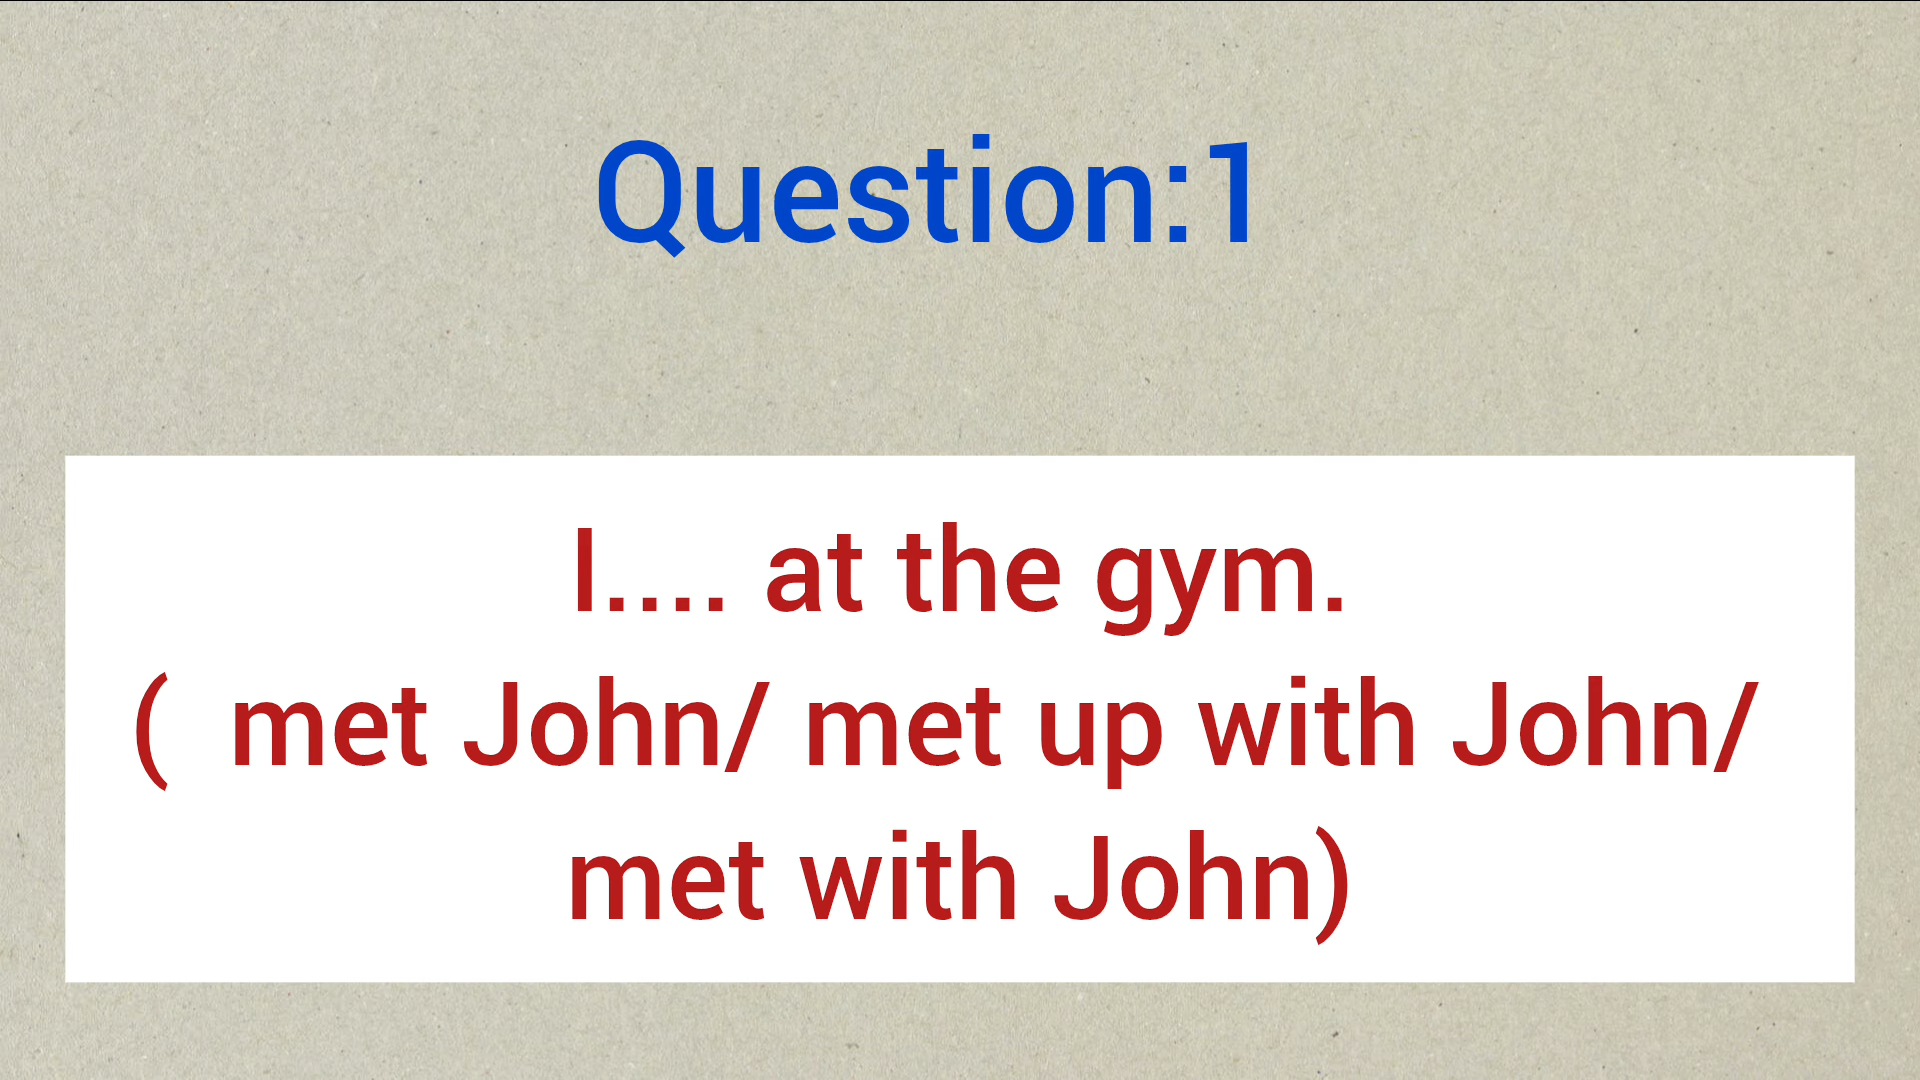 Question:1
I.... at the gym.
( met John/ met up with John/
met with John)